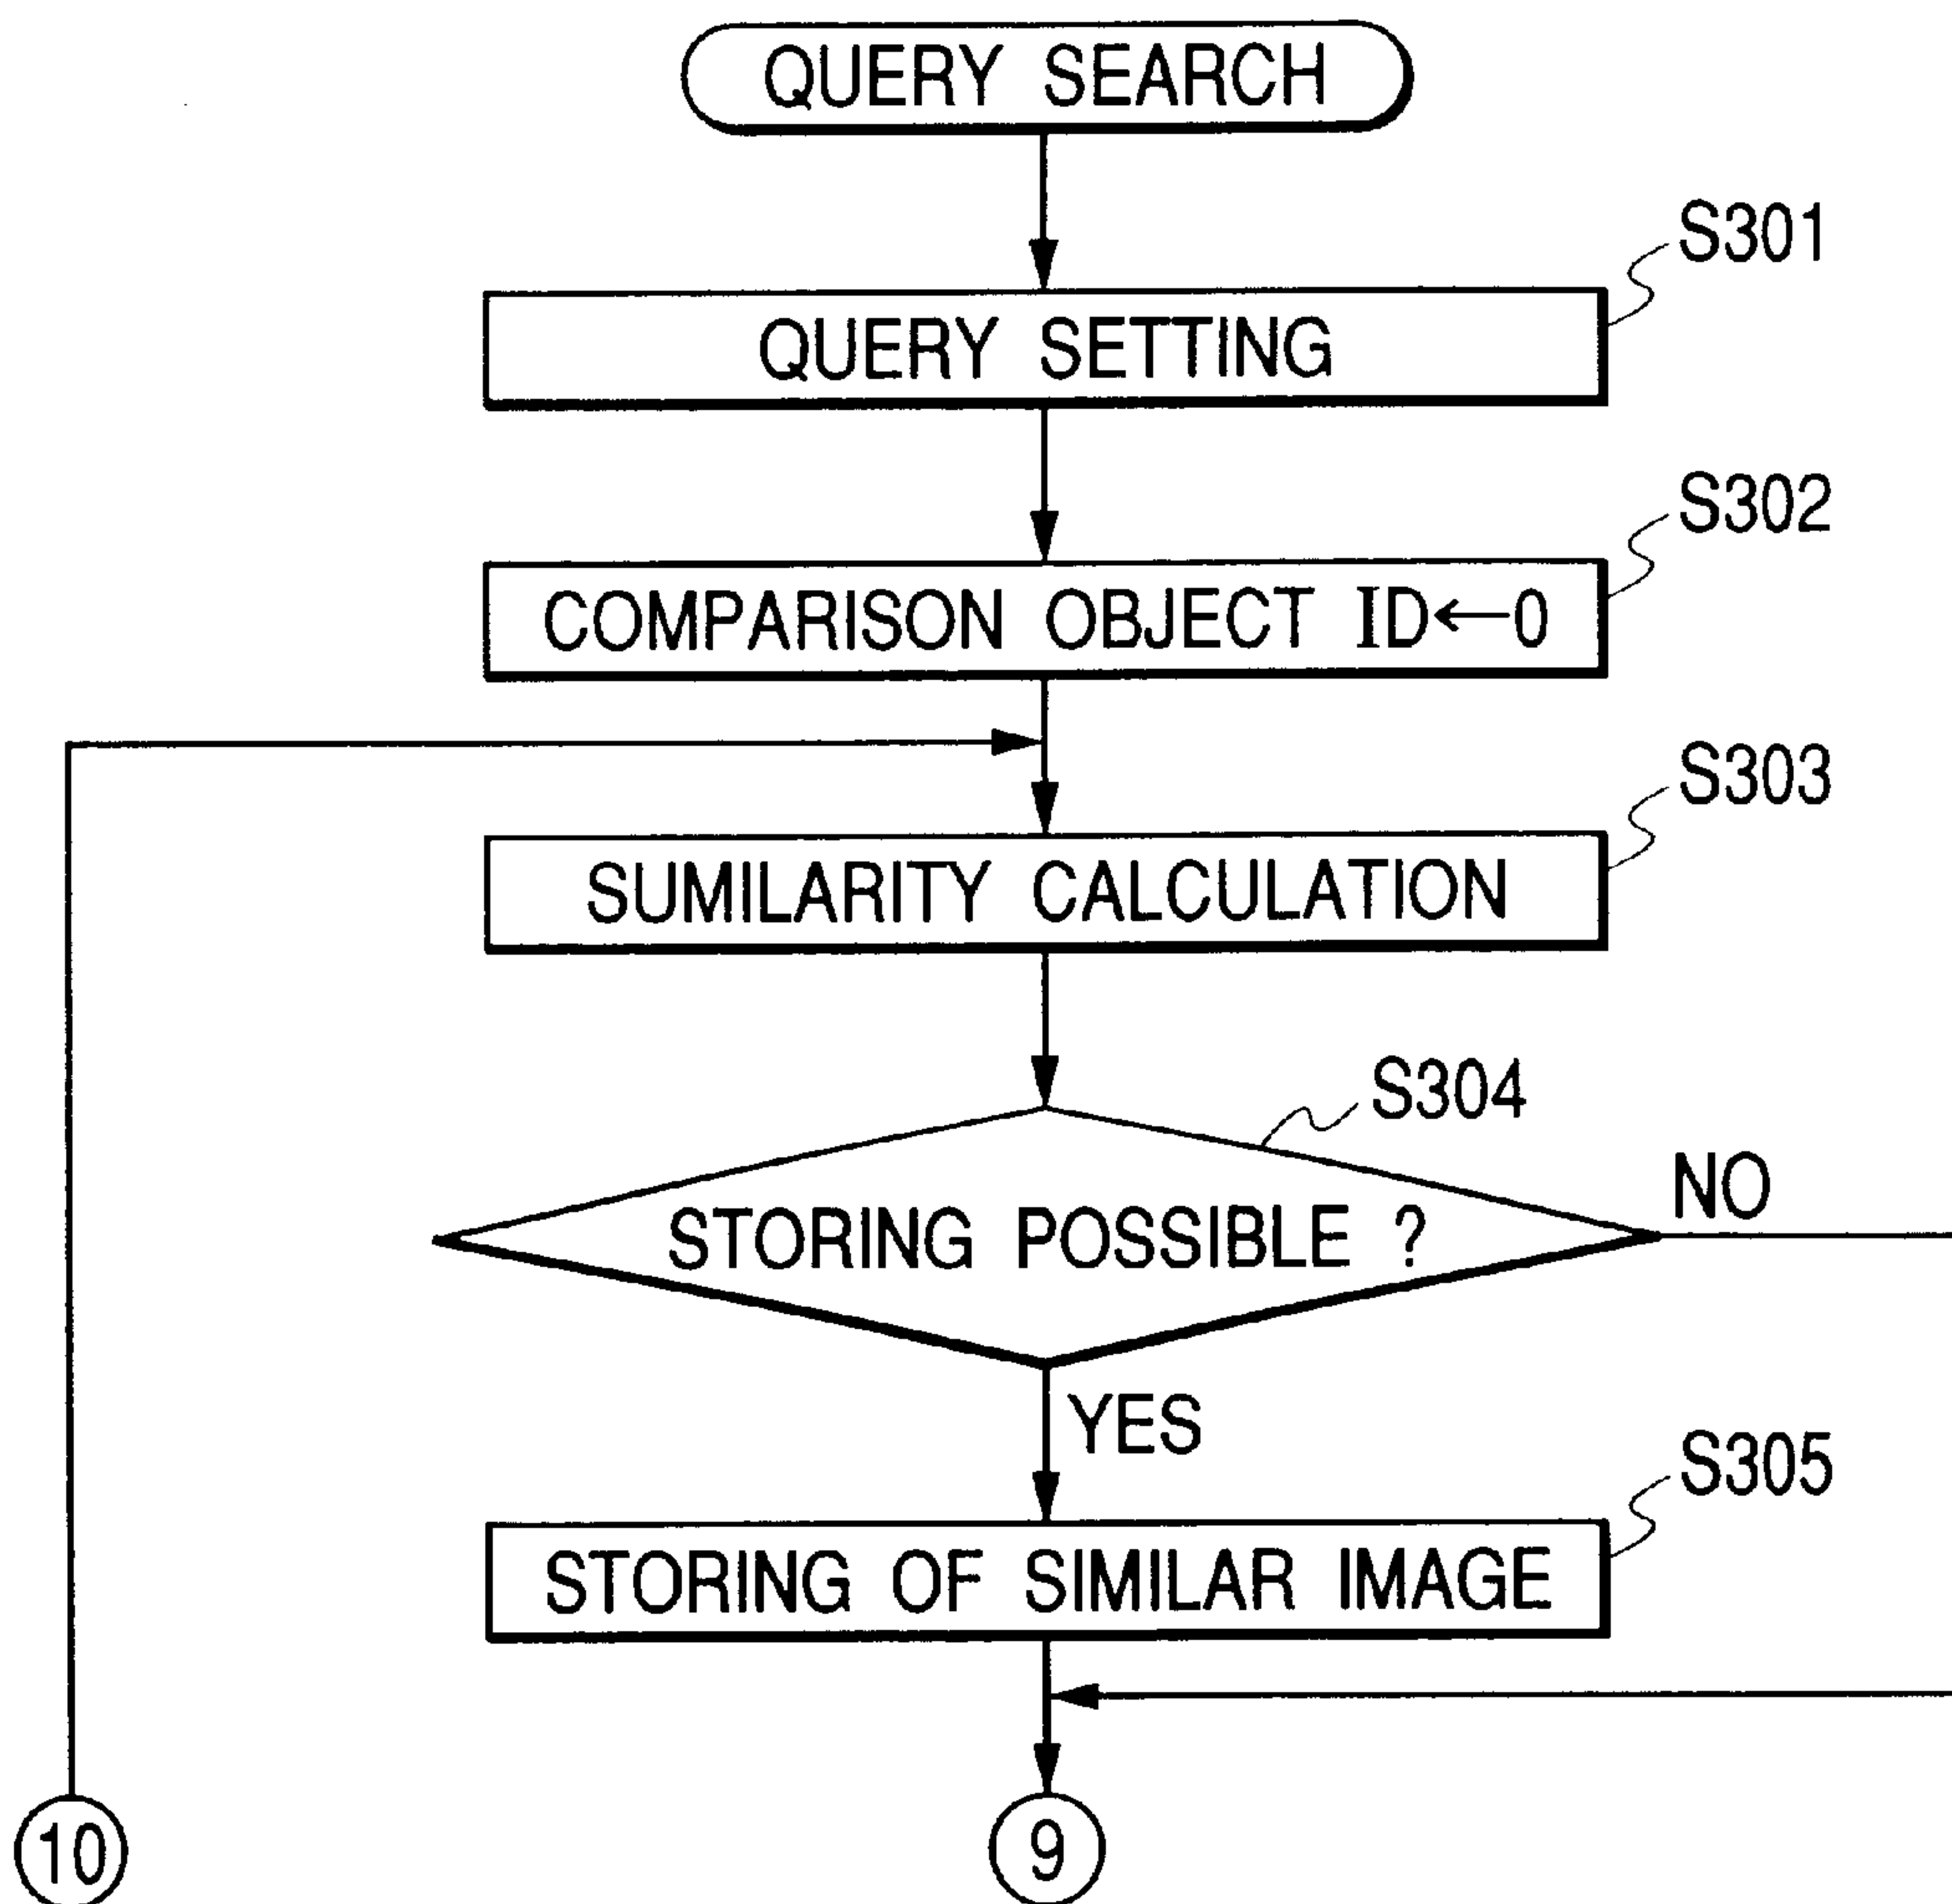 QUERY SEARCH
S301
QUERY SETTING
S302
COMPARISON OBJECT ID←0
S303
SUMILARITY CALCULATION
S304
STORING POSSIBLE ?
NO
YES
S305
STORING OF SIMILAR IMAGE
10
9